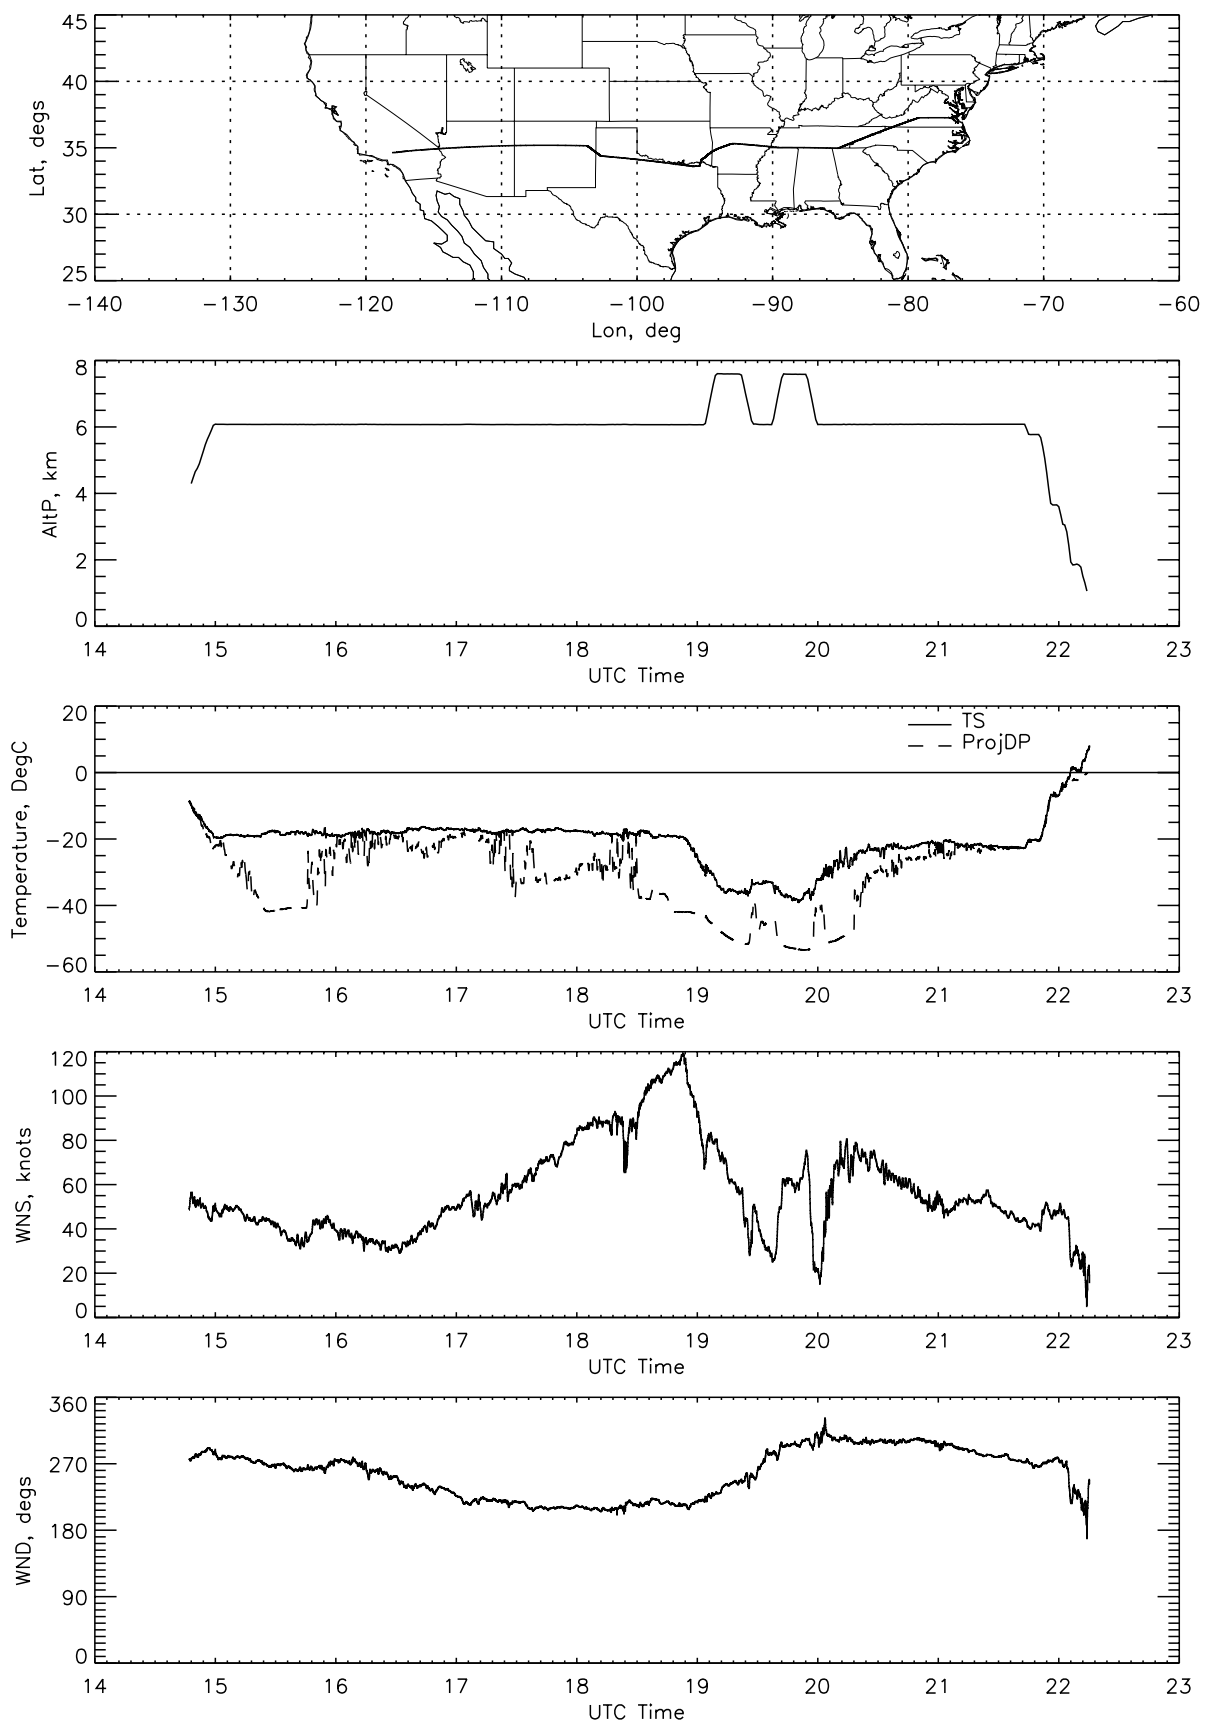 45
40
35
30
25
Lat, degs
−140 −130 −120 −110 −100 −90 −80 −70 −60
Lon, deg
8
6
4
2
0
AltP, km
14 15 16 17 18 19 20 21 22 23
UTC Time
20
0
−20
−40
−60
Temperature, DegC
TS
ProjDP
14 15 16 17 18 19 20 21 22 23
UTC Time
120
100
80
60
40
20
0
WNS, knots
14 15 16 17 18 19 20 21 22 23
UTC Time
360
270
180
90
0
WND, degs
14 15 16 17 18 19 20 21 22 23
UTC Time